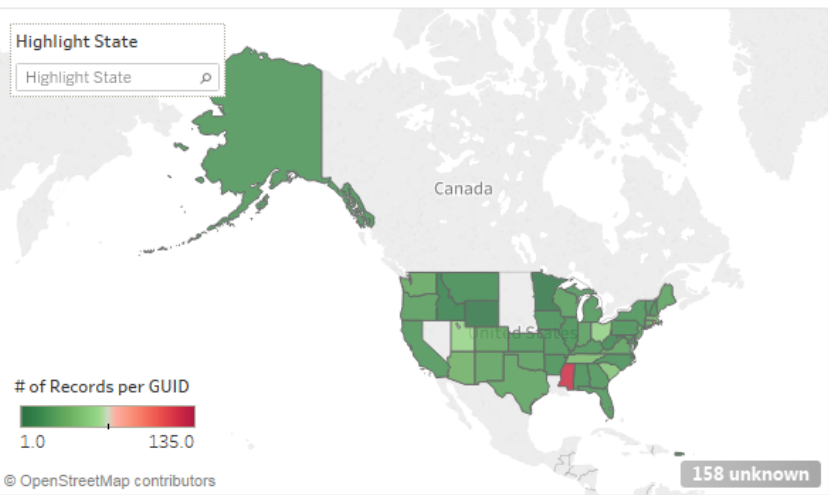 Highlight State
Highlight State
Canada
United States
# of Records per GUID
1.0 135.0
© OpenStreetMap contributors
158 unknown